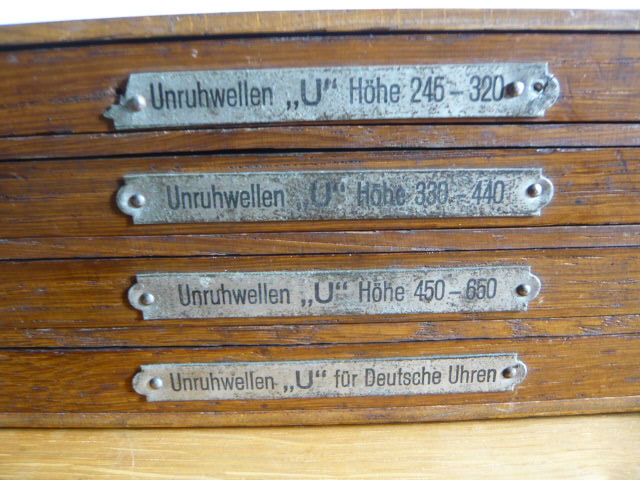 Unruhwellen „U“ Höhe 245–320
Unruhwellen „U“ Höhe 330–440
Unruhwellen „U“ Höhe 450–650
Unruhwellen „U“ für Deutsche Uhren